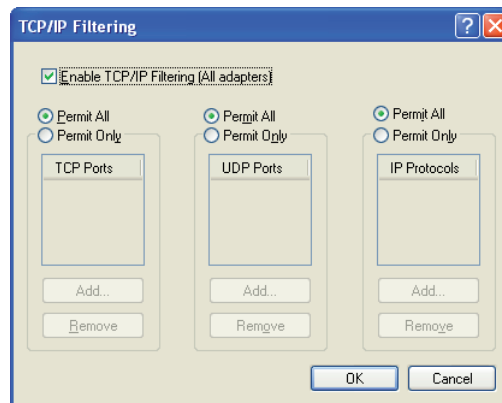 TCP/IP Filtering
Enable TCP/IP Filtering (All adapters)
Permit All
Permit Only
TCP Ports
Add...
Remove
Permit All
Permit Only
UDP Ports
Add...
Remove
Permit All
Permit Only
IP Protocols
Add...
Remove
OK
Cancel